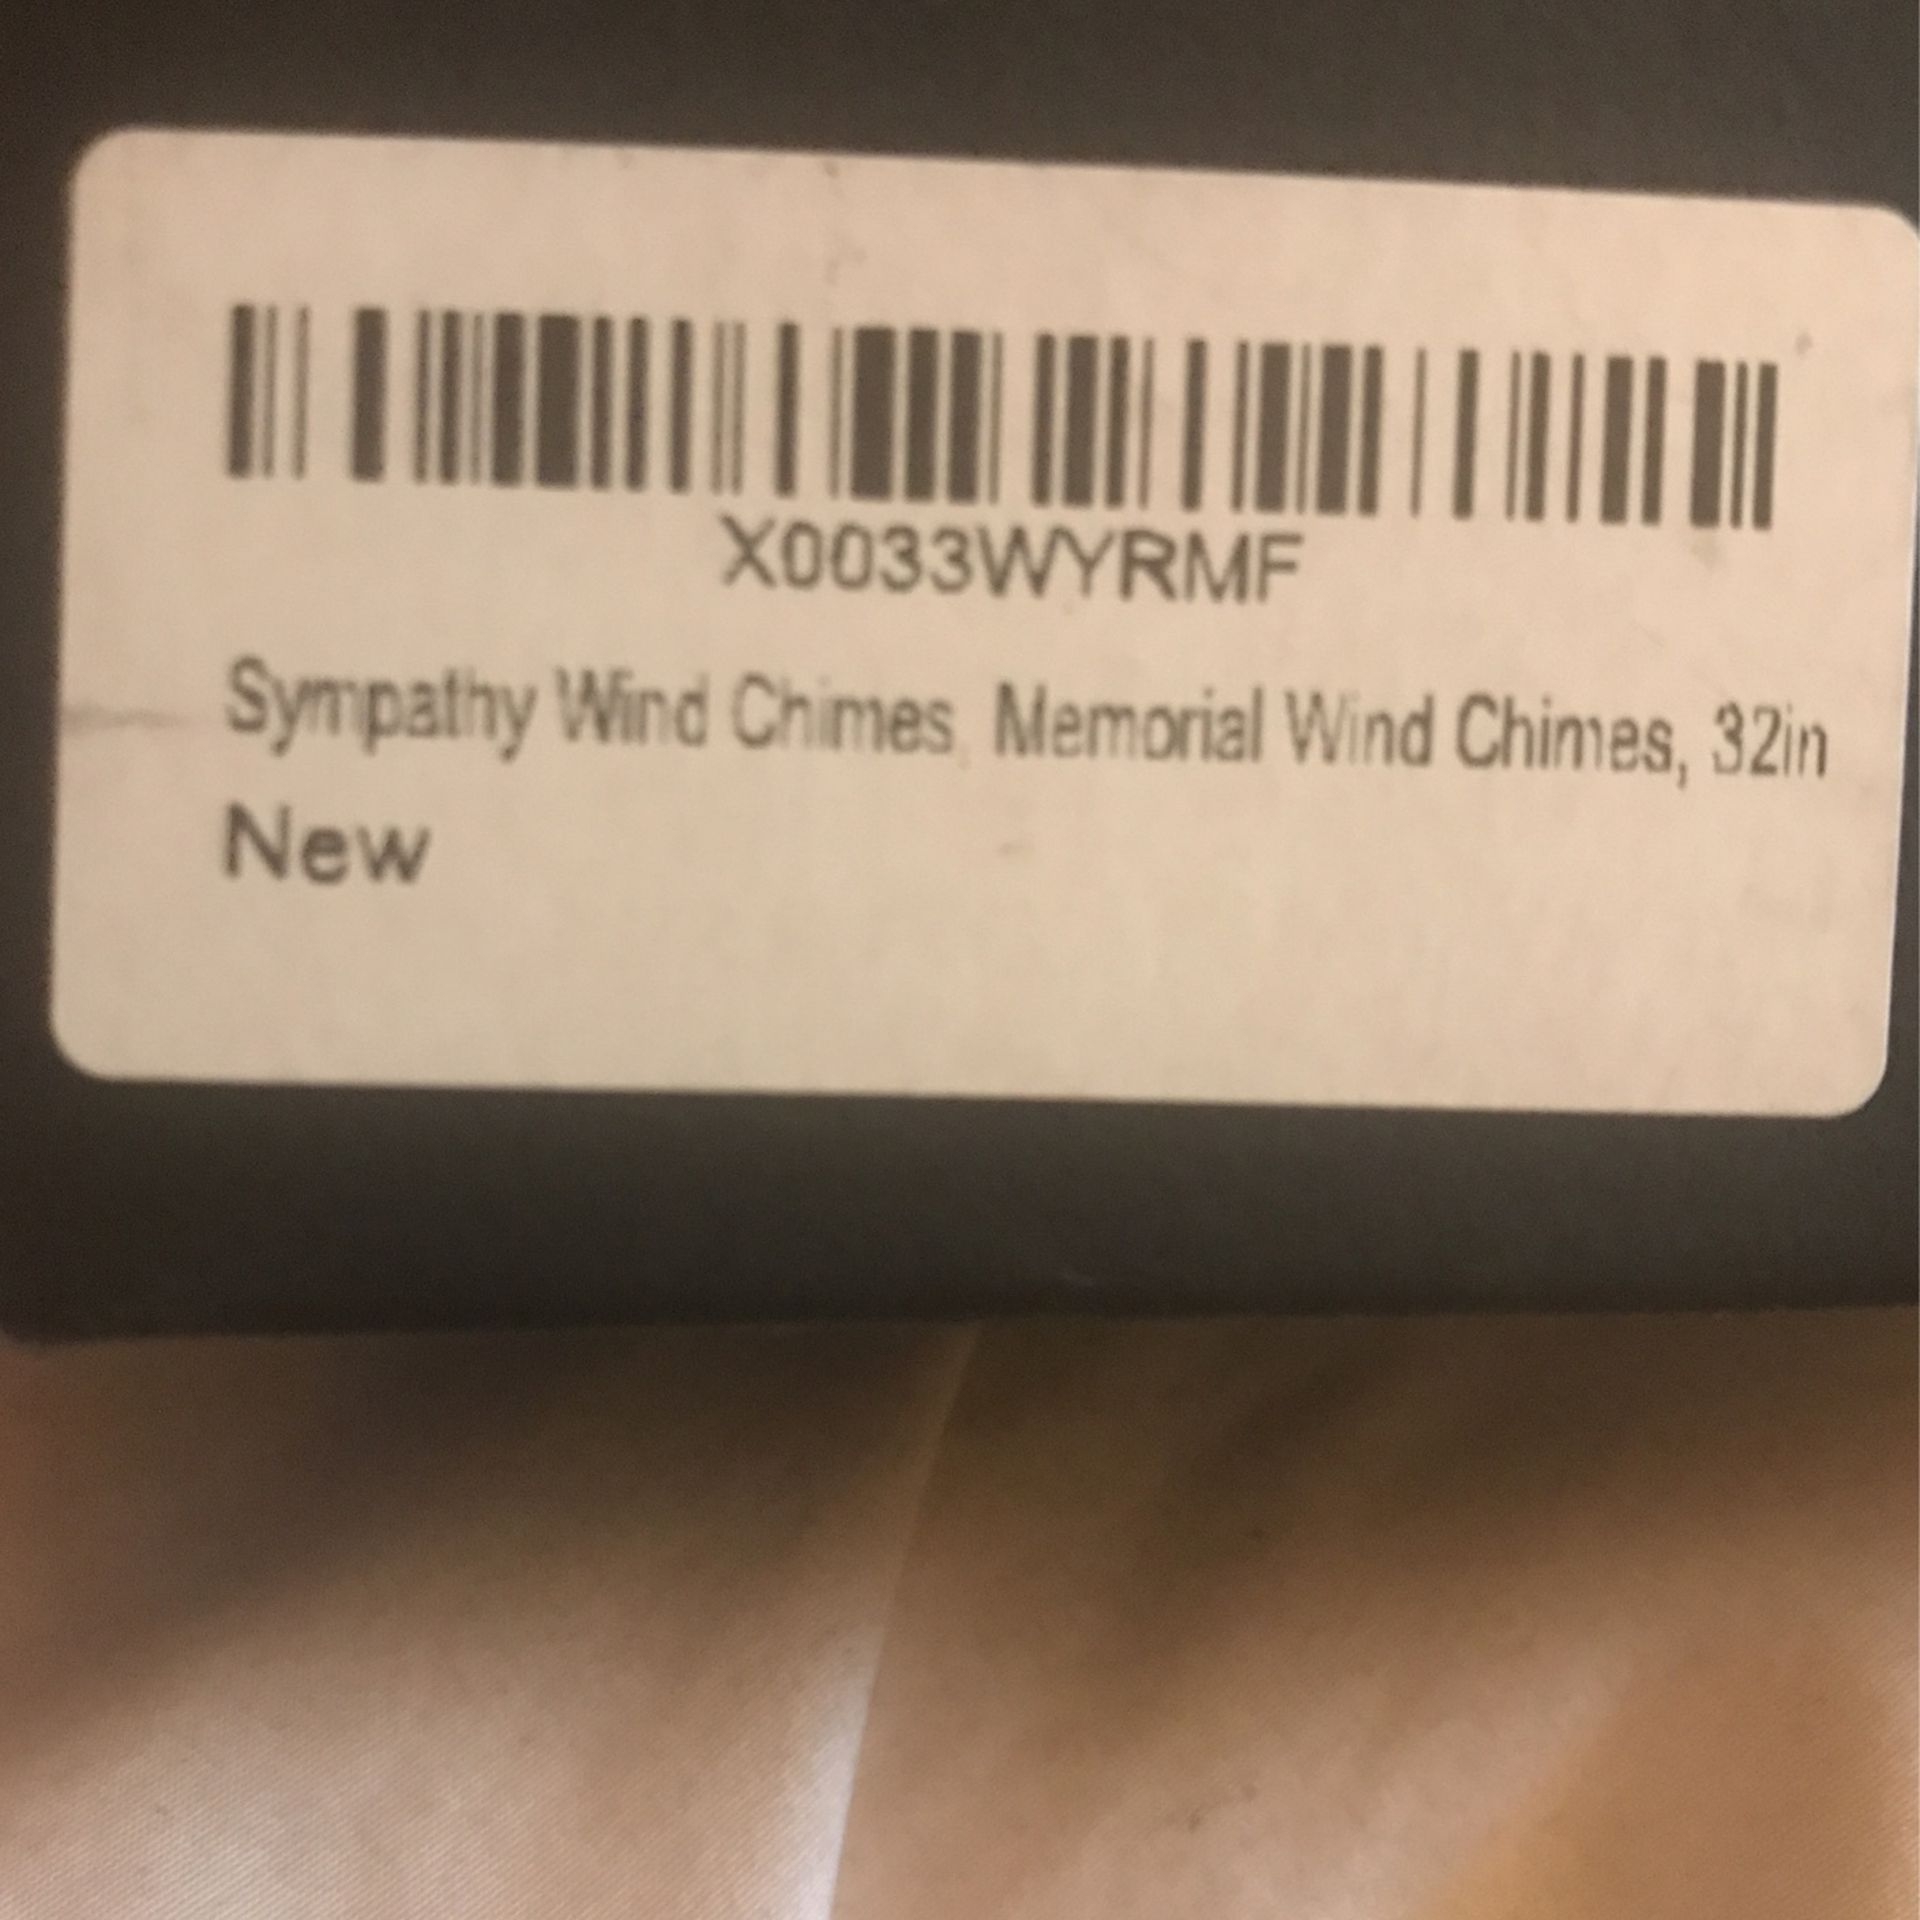 X0033WYRMF
Sympathy Wind Chimes, Memorial Wind Chimes, 32in
New